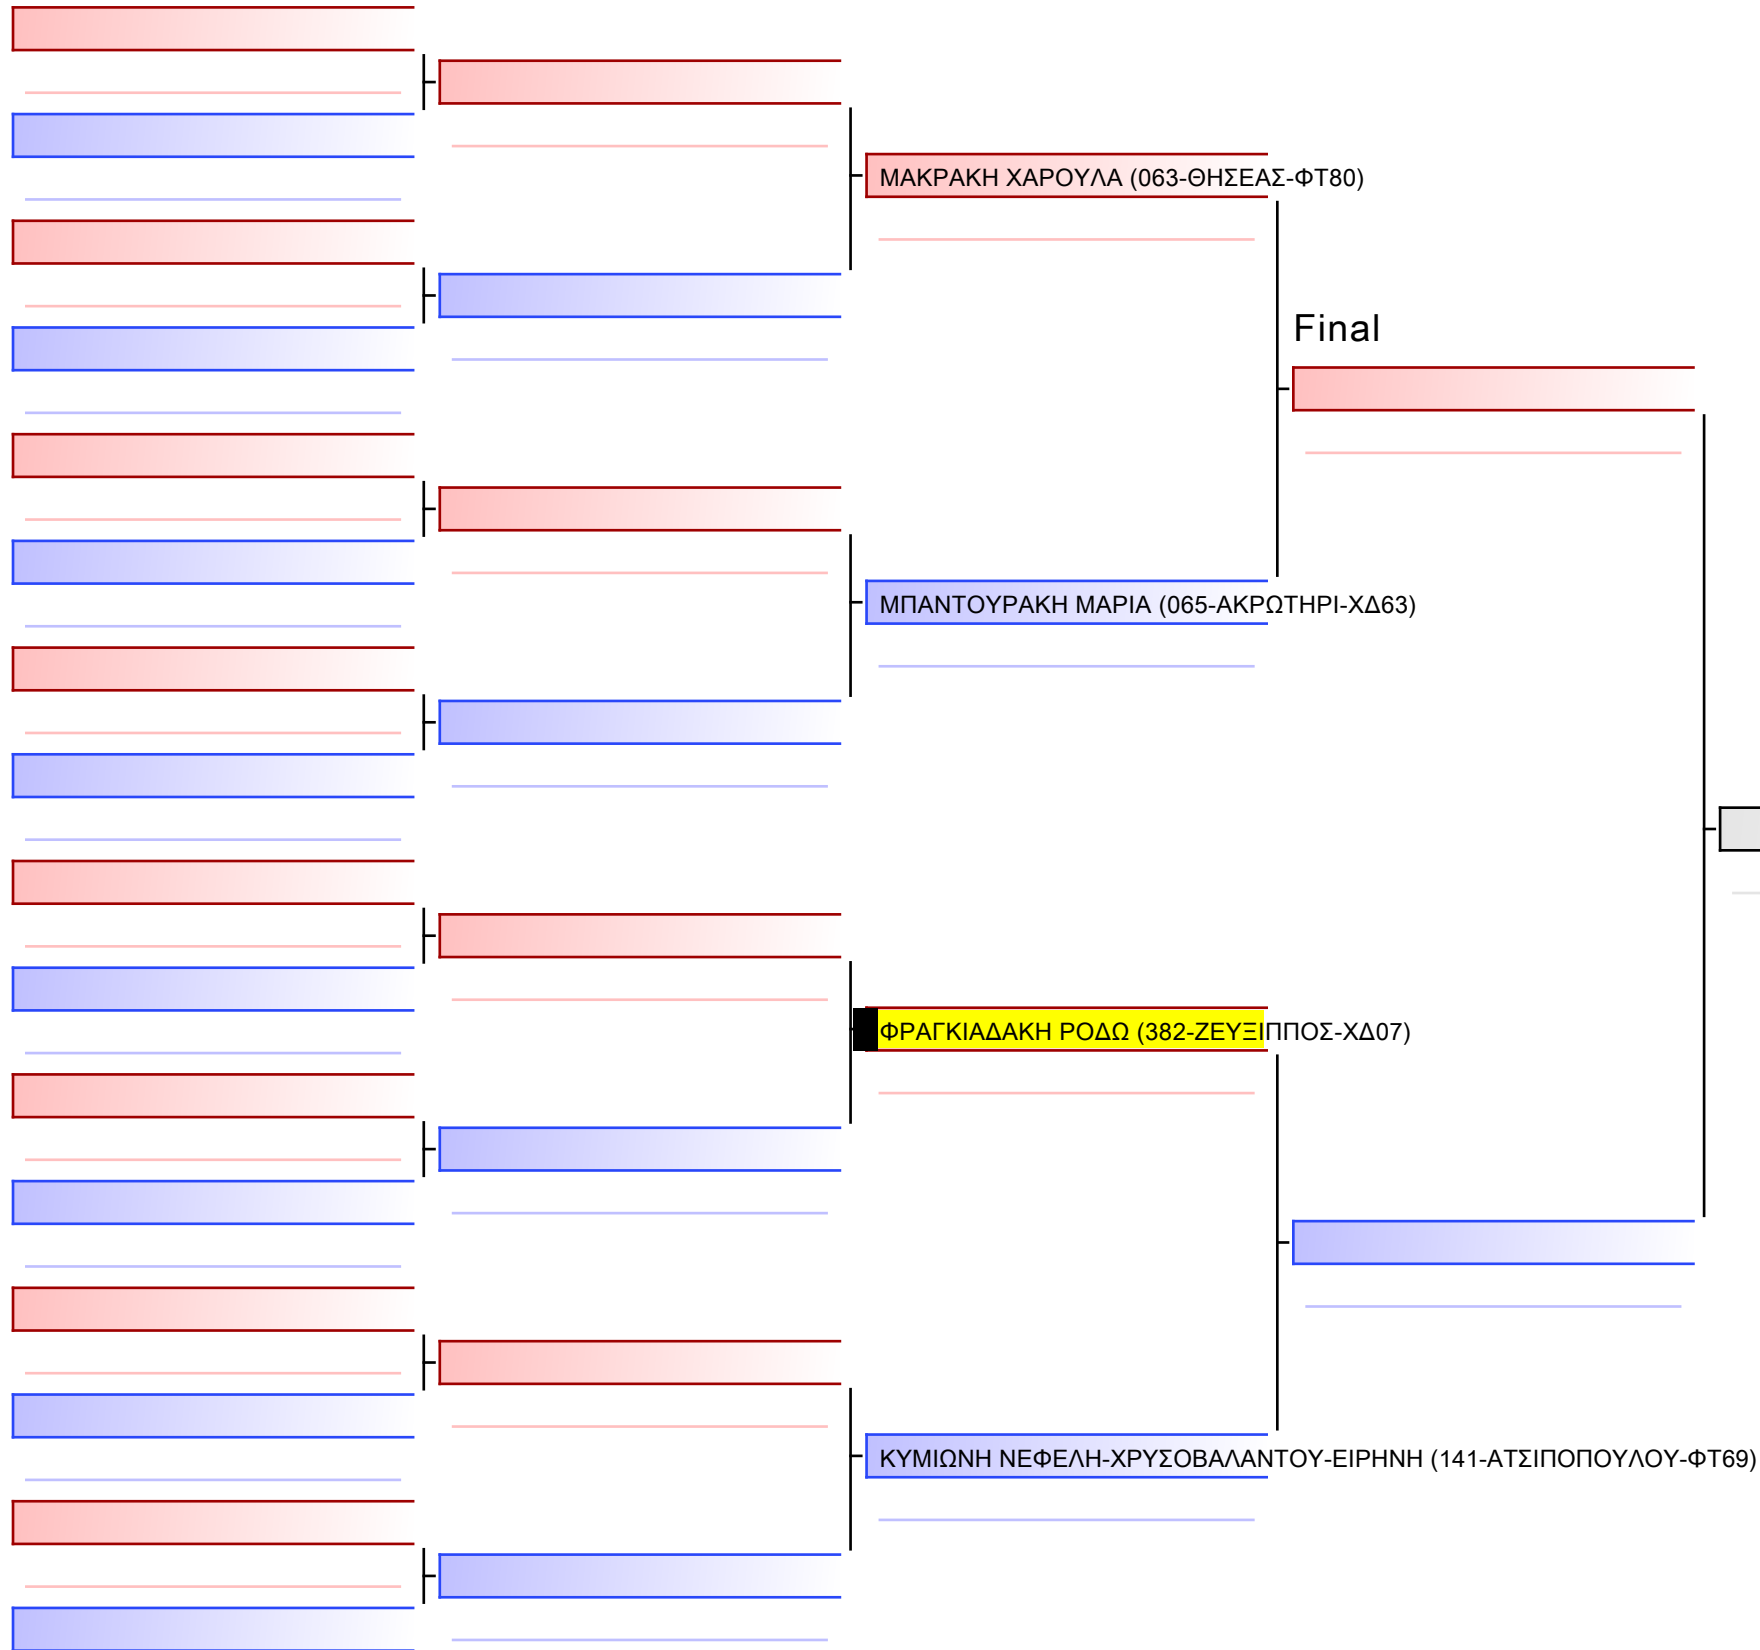 ΜΑΚΡΑΚΗ ΧΑΡΟΥΛΑ (063-ΘΗΣΕΑΣ-ΦΤ80)
Final
ΜΠΑΝΤΟΥΡΑΚΗ ΜΑΡΙΑ (065-ΑΚΡΩΤΗΡΙ-ΧΔ63)
ΦΡΑΓΚΙΑΔΑΚΗ ΡΟΔΩ (382-ΖΕΥΞΙΠΠΟΣ-ΧΔ07)
ΚΥΜΙΩΝΗ ΝΕΦΕΛΗ-ΧΡΥΣΟΒΑΛΑΝΤΟΥ-ΕΙΡΗΝΗ (141-ΑΤΣΙΠΟΠΟΥΛΟΥ-ΦΤ69)